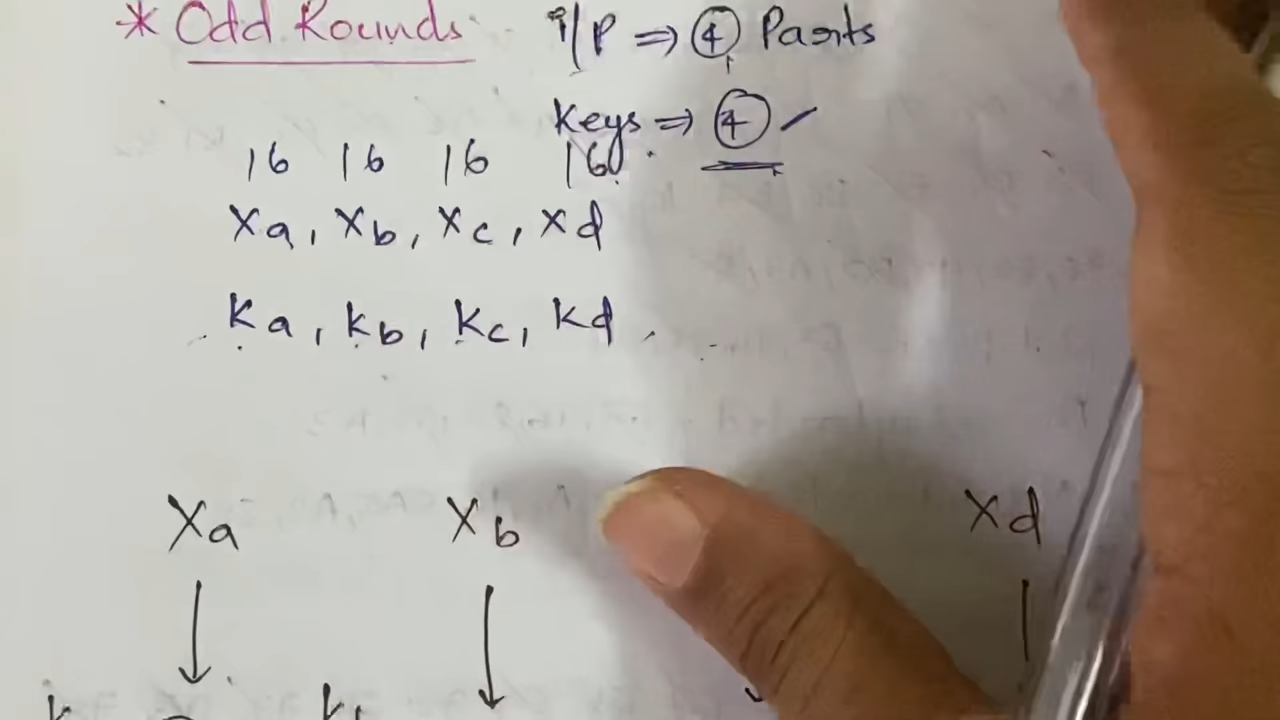 * Odd Rounds i/p ⇒ ④ Parts
Keys ⇒ ④
16 16 16 16
Xa, Xb, Xc, Xd
Ka, Kb, Kc, Kd
Xa Xb Xd